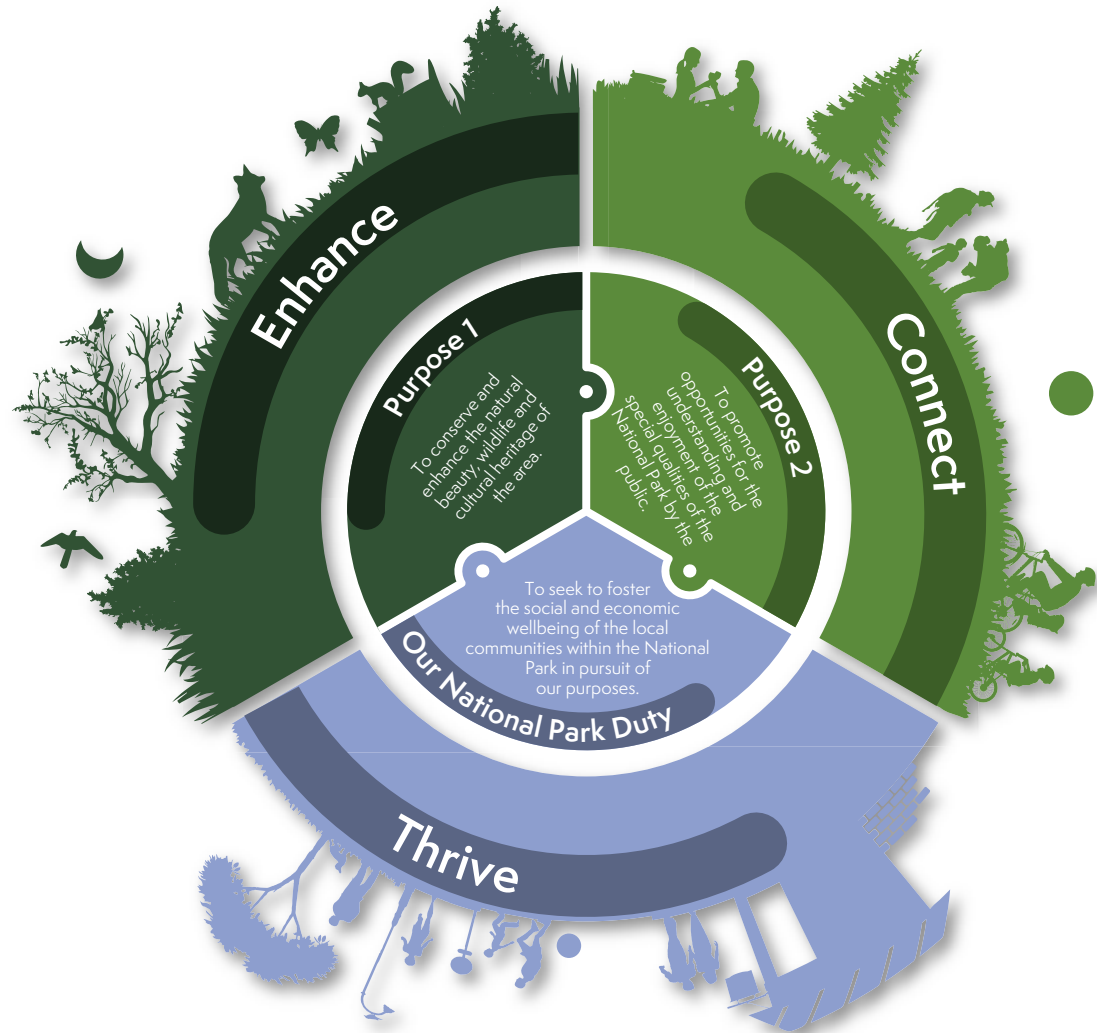 Enhance
Purpose 1
To conserve and
enhance the natural
beauty, wildlife and
cultural heritage of
the area.
Connect
Purpose 2
To promote
opportunities for the
understanding and
enjoyment of the
special qualities of the
National Park by the
public.
To seek to foster
the social and economic
wellbeing of the local
communities within the National
Park in pursuit of
our purposes.
Our National Park Duty
Thrive